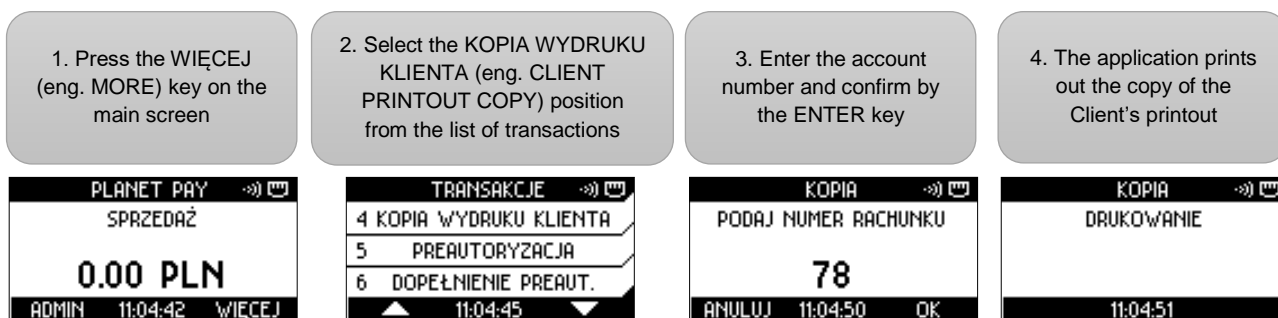 1. Press the WIĘCEJ
(eng. MORE) key on the
main screen
2. Select the KOPIA WYDRUKU
KLIENTA (eng. CLIENT
PRINTOUT COPY) position
from the list of transactions
3. Enter the account
number and confirm by
the ENTER key
4. The application prints
out the copy of the
Client's printout
PLANET PAY
SPRZEDAŻ
0.00 PLN
ADMIN 11:04:42 WIĘCEJ
TRANSAKCJE
4 KOPIA WYDRUKU KLIENTA
5 PREAUTORYZACJA
6 DOPEŁNIENIE PREAUT.
11:04:45
KOPIA
PODAJ NUMER RACHUNKU
78
ANULUJ 11:04:50 OK
KOPIA
DRUKOWANIE
11:04:51